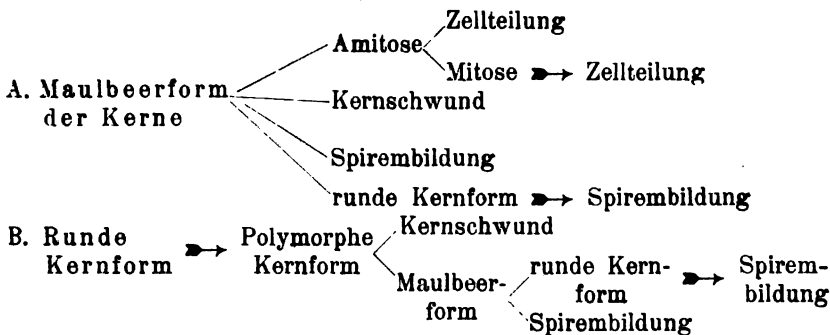 Zellteilung
Amitose
Mitose ➳ Zellteilung
A. Maulbeerform
der Kerne
Kernschwund
Spirembildung
runde Kernform ➳ Spirembildung
B. Runde
Kernform ➳ Polymorphe
Kernform
Kernschwund
Maulbeer-
form
runde Kern-
form ➳ Spirem-
bildung
Spirembildung